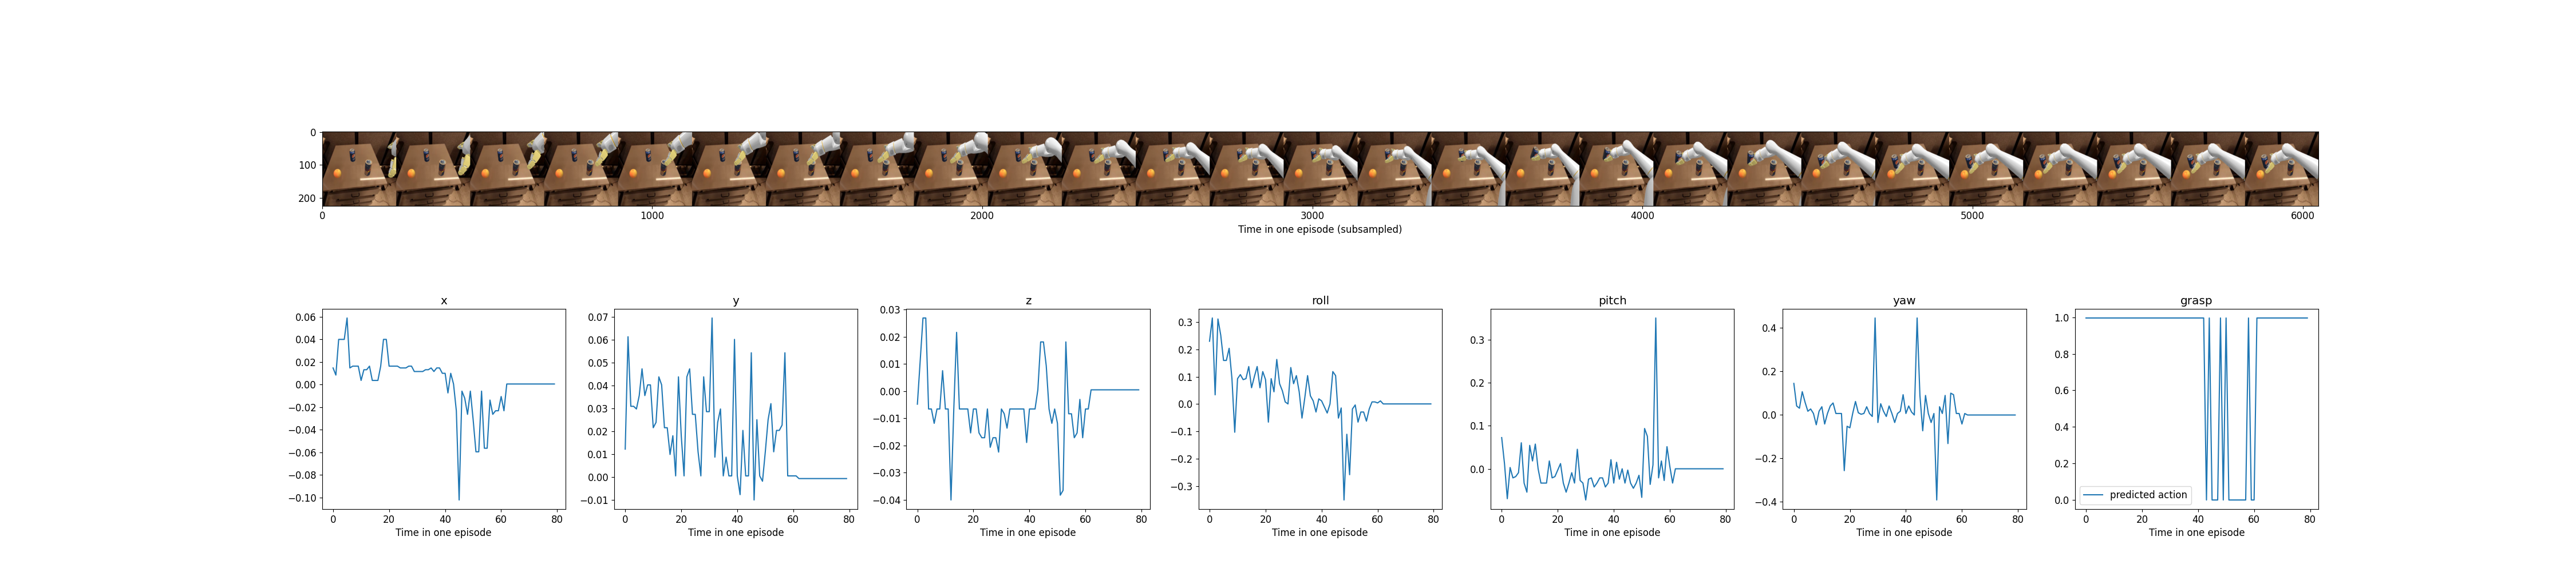 0
100
200
0 1000 2000 3000 4000 5000 6000
Time in one episode (subsampled)
x
0.06
0.04
0.02
0.00
−0.02
−0.04
−0.06
−0.08
−0.10
0 20 40 60 80
Time in one episode
y
0.07
0.06
0.05
0.04
0.03
0.02
0.01
0.00
−0.01
0 20 40 60 80
Time in one episode
z
0.03
0.02
0.01
0.00
−0.01
−0.02
−0.03
−0.04
0 20 40 60 80
Time in one episode
roll
0.3
0.2
0.1
0.0
−0.1
−0.2
−0.3
0 20 40 60 80
Time in one episode
pitch
0.3
0.2
0.1
0.0
0 20 40 60 80
Time in one episode
yaw
0.4
0.2
0.0
−0.2
−0.4
0 20 40 60 80
Time in one episode
grasp
1.0
0.8
0.6
0.4
0.2
0.0
predicted action
0 20 40 60 80
Time in one episode